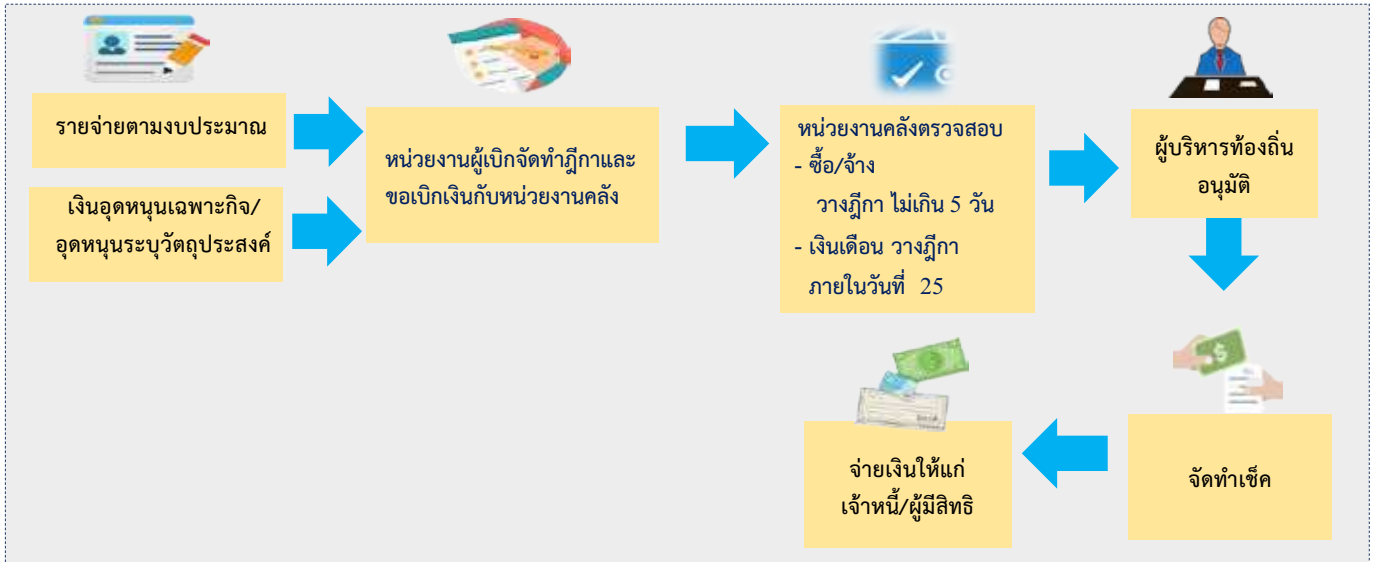 รายจ่ายตามงบประมาณ
เงินอุดหนุนเฉพาะกิจ/
อุดหนุนระบุวัตถุประสงค์
หน่วยงานผู้เบิกจัดทำฎีกาและ
ขอเบิกเงินกับหน่วยงานคลัง
หน่วยงานคลังตรวจสอบ
- ซื้อ/จ้าง
วางฎีกา ไม่เกิน 5 วัน
- เงินเดือน วางฎีกา
ภายในวันที่ 25
ผู้บริหารท้องถิ่น
อนุมัติ
จัดทำเช็ค
จ่ายเงินให้แก่
เจ้าหนี้/ผู้มีสิทธิ